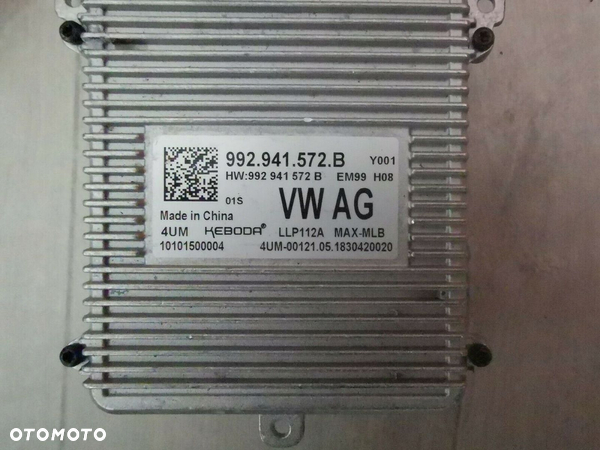 992.941.572.B Y001
HW:992 941 572 B EM99 H08
01S VW AG
Made in China
4UM KEBODA® LLP112A MAX-MLB
10101500004 4UM-00121.05.1830420020
OTOMOTO